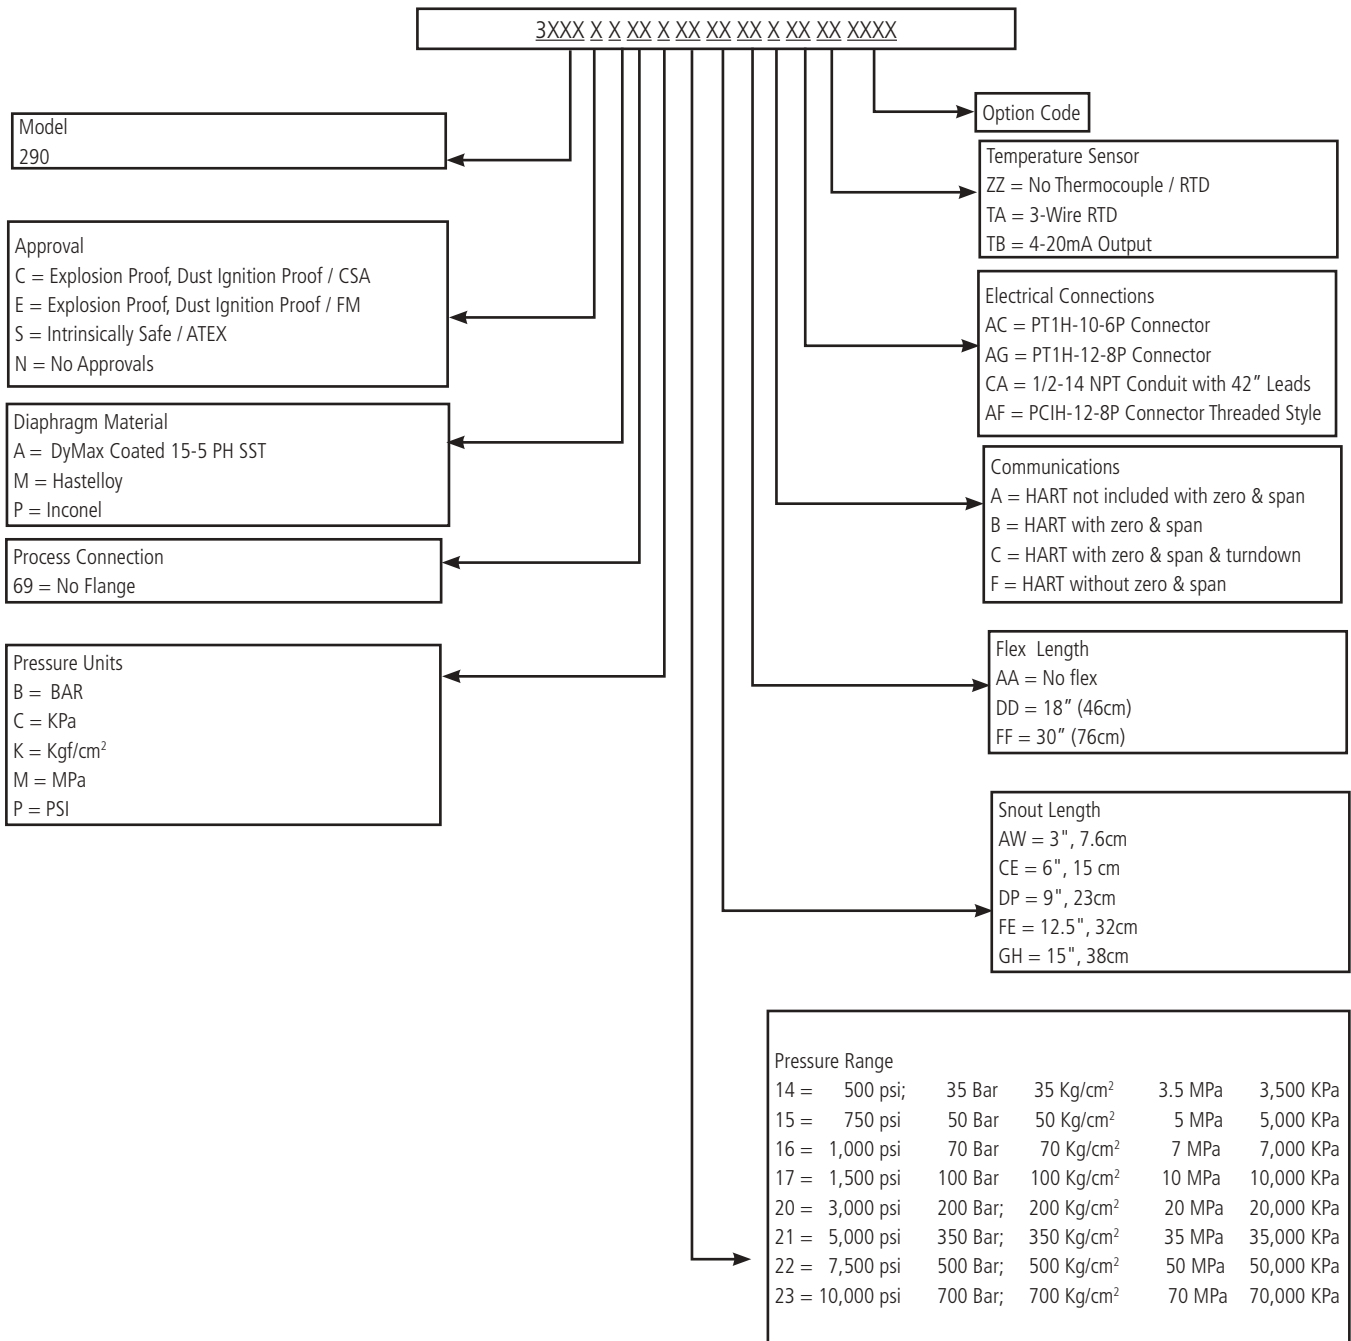 3XXX X X XX X XX XX XX X XX XX XXXX
Model
290
Approval
C = Explosion Proof, Dust Ignition Proof / CSA
E = Explosion Proof, Dust Ignition Proof / FM
S = Intrinsically Safe / ATEX
N = No Approvals
Diaphragm Material
A = DyMax Coated 15-5 PH SST
M = Hastelloy
P = Inconel
Process Connection
69 = No Flange
Pressure Units
B = BAR
C = KPa
K = Kgf/cm²
M = MPa
P = PSI
Option Code
Temperature Sensor
ZZ = No Thermocouple / RTD
TA = 3-Wire RTD
TB = 4-20mA Output
Electrical Connections
AC = PT1H-10-6P Connector
AG = PT1H-12-8P Connector
CA = 1/2-14 NPT Conduit with 42” Leads
AF = PCIH-12-8P Connector Threaded Style
Communications
A = HART not included with zero & span
B = HART with zero & span
C = HART with zero & span & turndown
F = HART without zero & span
Flex Length
AA = No flex
DD = 18” (46cm)
FF = 30” (76cm)
Snout Length
AW = 3", 7.6cm
CE = 6", 15 cm
DP = 9", 23cm
FE = 12.5", 32cm
GH = 15", 38cm
Pressure Range
14 = 500 psi; 35 Bar 35 Kg/cm² 3.5 MPa 3,500 KPa
15 = 750 psi 50 Bar 50 Kg/cm² 5 MPa 5,000 KPa
16 = 1,000 psi 70 Bar 70 Kg/cm² 7 MPa 7,000 KPa
17 = 1,500 psi 100 Bar 100 Kg/cm² 10 MPa 10,000 KPa
20 = 3,000 psi 200 Bar; 200 Kg/cm² 20 MPa 20,000 KPa
21 = 5,000 psi 350 Bar; 350 Kg/cm² 35 MPa 35,000 KPa
22 = 7,500 psi 500 Bar; 500 Kg/cm² 50 MPa 50,000 KPa
23 = 10,000 psi 700 Bar; 700 Kg/cm² 70 MPa 70,000 KPa